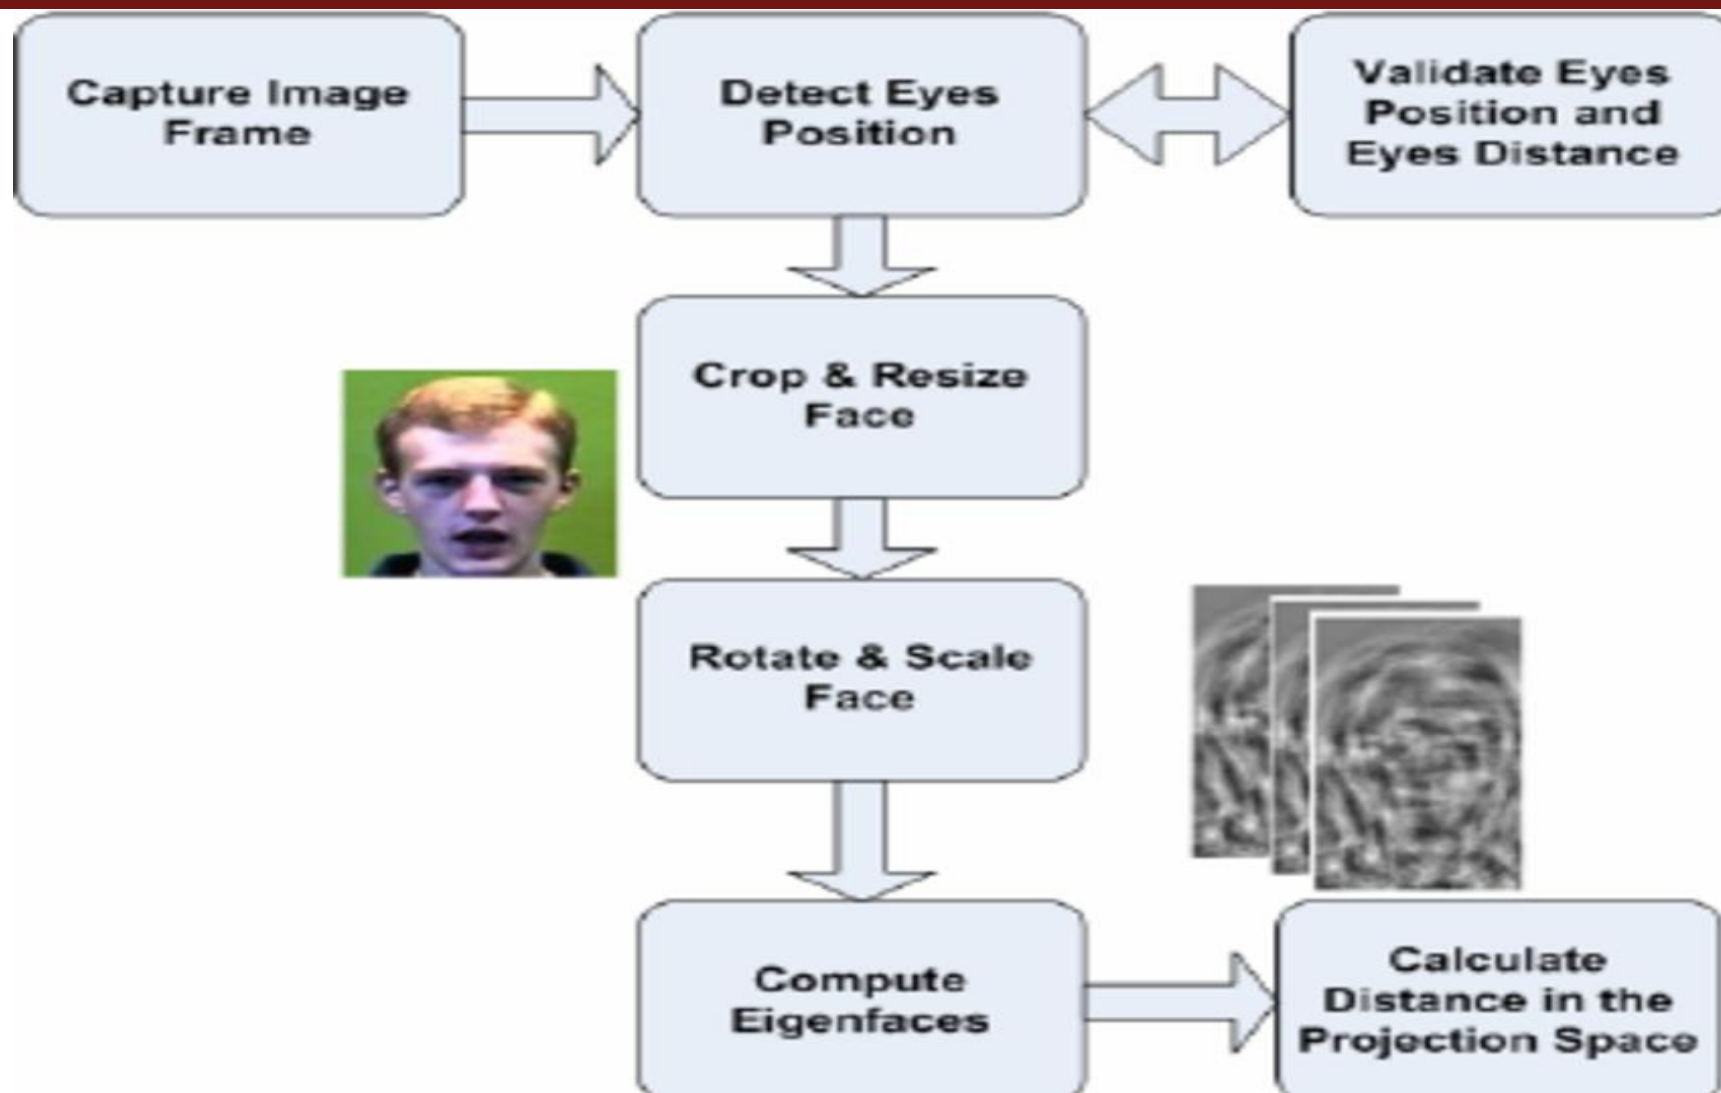 Capture Image
Frame
Detect Eyes
Position
Validate Eyes
Position and
Eyes Distance
Crop & Resize
Face
Rotate & Scale
Face
Compute
Eigenfaces
Calculate
Distance in the
Projection Space